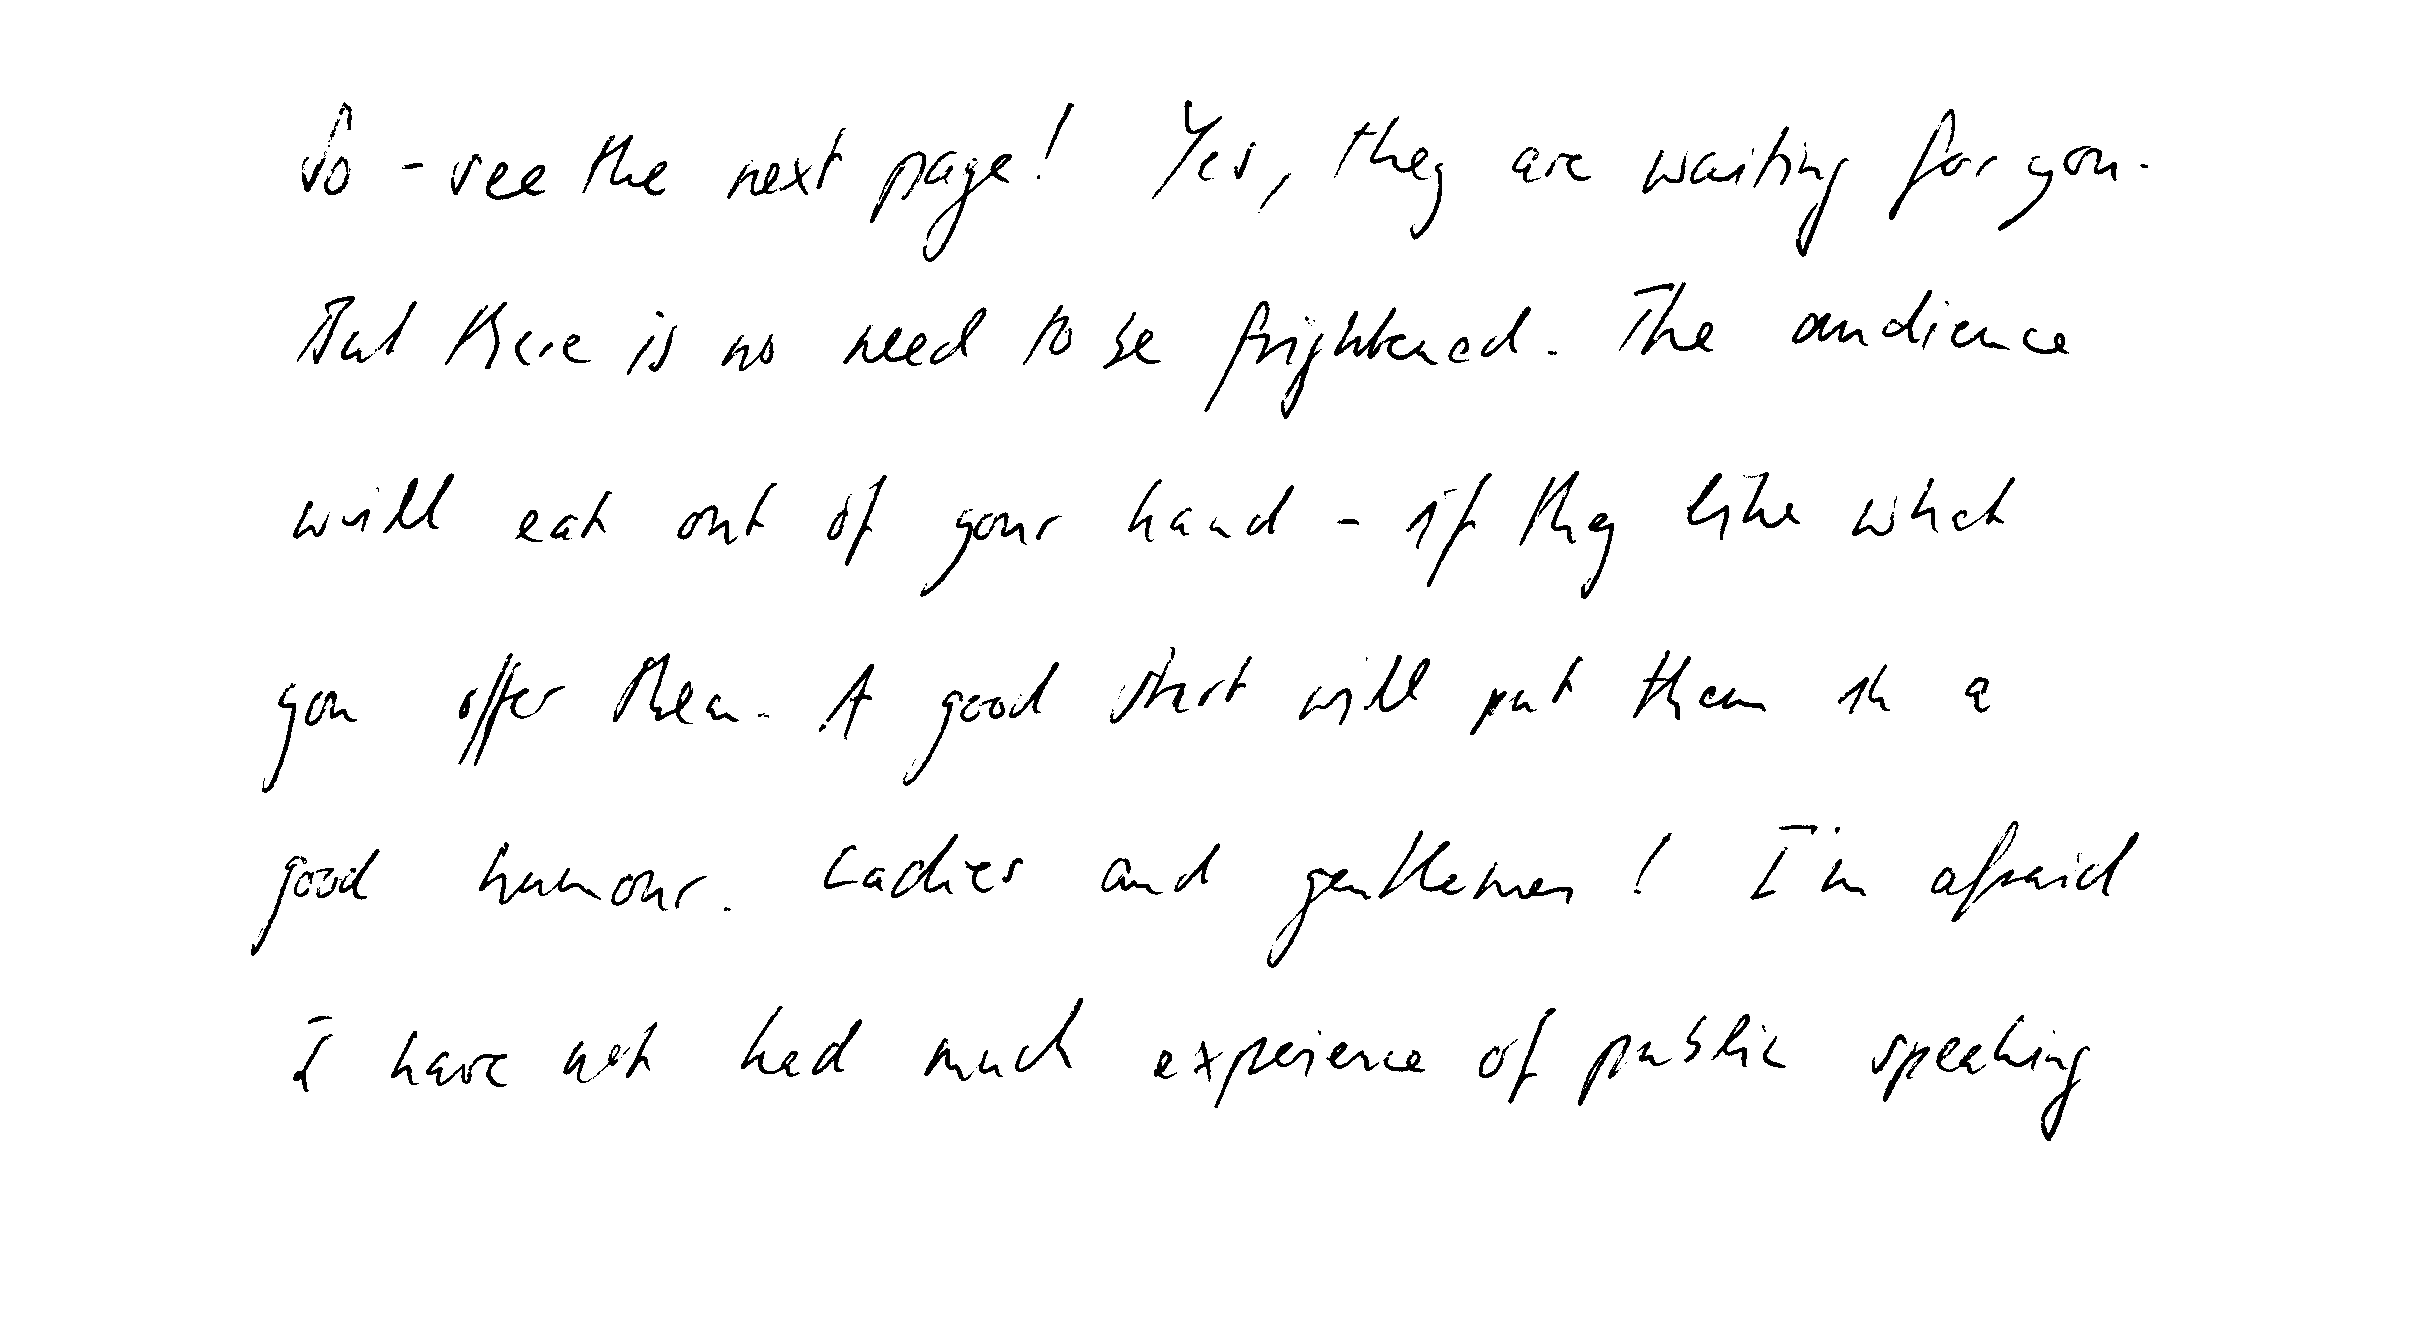 So - see the next page! Yes, they are waiting for you.
But there is no need to be frightened. The audience
will eat out of your hand - if they like what
you offer them. A good start will put them in a
good humour. Ladies and gentlemen! I'm afraid
I have not had much experience of public speaking